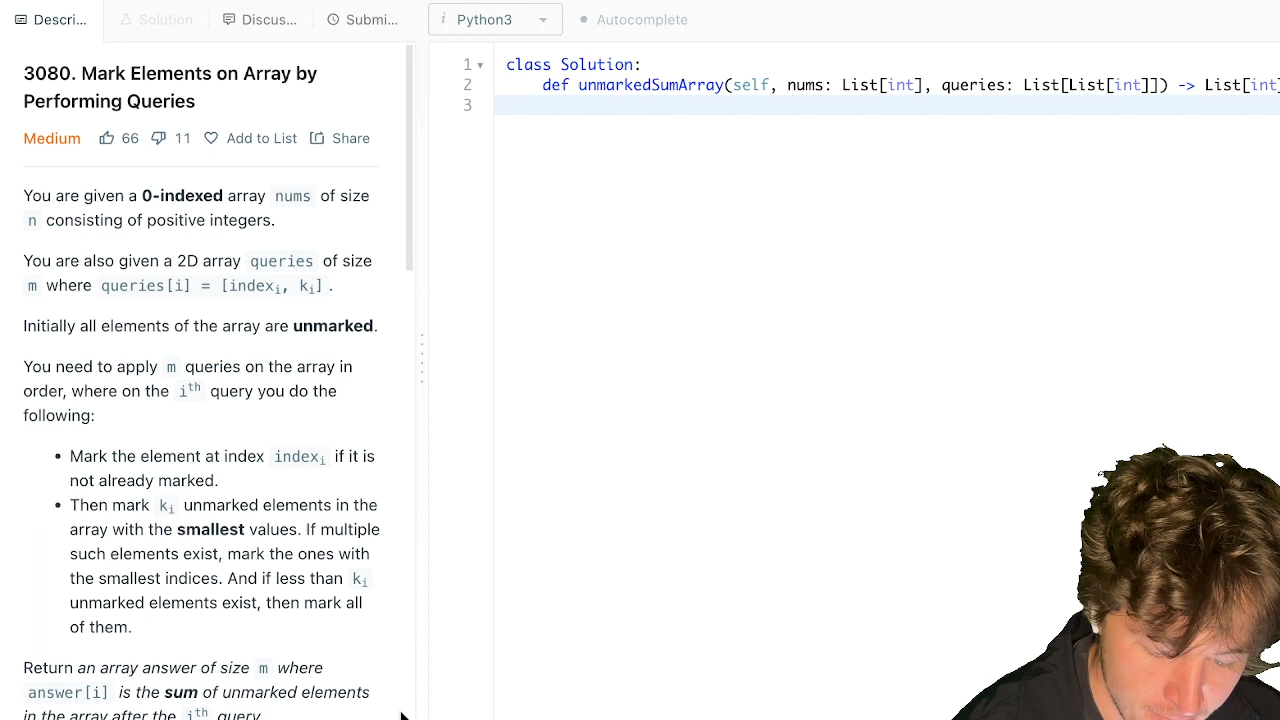 Descri... Solution Discus... Submi... i Python3 Autocomplete
3080. Mark Elements on Array by
Performing Queries
Medium 66 11 Add to List Share
You are given a 0-indexed array nums of size
n consisting of positive integers.
You are also given a 2D array queries of size
m where queries[i] = [indexᵢ, kᵢ].
Initially all elements of the array are unmarked.
You need to apply m queries on the array in
order, where on the iᵗʰ query you do the
following:
• Mark the element at index indexᵢ if it is
not already marked.
• Then mark kᵢ unmarked elements in the
array with the smallest values. If multiple
such elements exist, mark the ones with
the smallest indices. And if less than kᵢ
unmarked elements exist, then mark all
of them.
Return an array answer of size m where
answer[i] is the sum of unmarked elements
in the array after the iᵗʰ query.
1 class Solution:
2 def unmarkedSumArray(self, nums: List[int], queries: List[List[int]]) -> List[int]
3